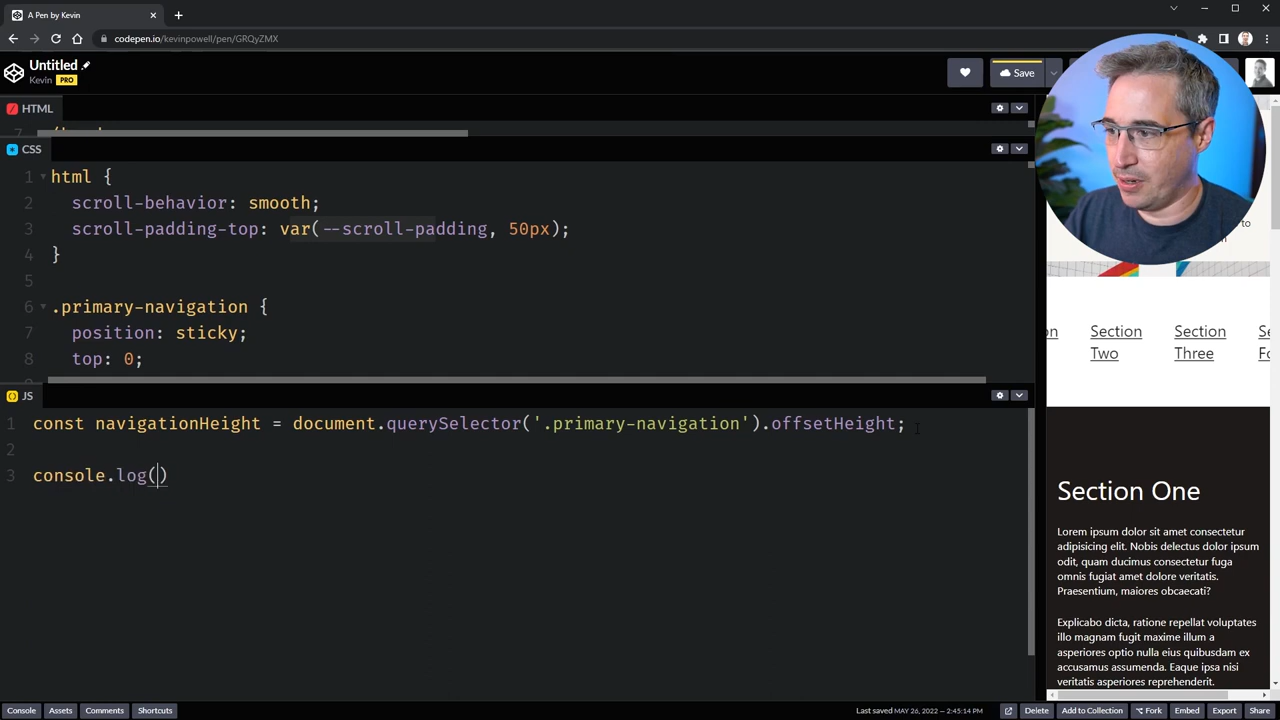 A Pen by Kevin
codepen.io/kevinpowell/pen/GRQyZMX
Untitled
Kevin PRO
Save
HTML
CSS
1 html {
2 scroll-behavior: smooth;
3 scroll-padding-top: var(--scroll-padding, 50px);
4 }
5
6 .primary-navigation {
7 position: sticky;
8 top: 0;
JS
1 const navigationHeight = document.querySelector('.primary-navigation').offsetHeight;
2
3 console.log()
to
Section
Two
Section
Three
Section One
Lorem ipsum dolor sit amet consectetur
adipisicing elit. Nobis delectus dolor ipsum
odit, quam ducimus consectetur fuga
omnis fugiat amet dolore veritatis.
Praesentium, maiores obcaecati?
Explicabo dicta, ratione repellat voluptates
illo magnam fugit maxime illum a
asperiores optio nulla eius quibusdam ex
accusamus assumenda. Eaque ipsa nisi
veritatis asperiores reprehenderit.
Console Assets Comments Shortcuts
Last saved MAY 26, 2022 — 2:45:14 PM
Delete Add to Collection Fork Embed Export Share